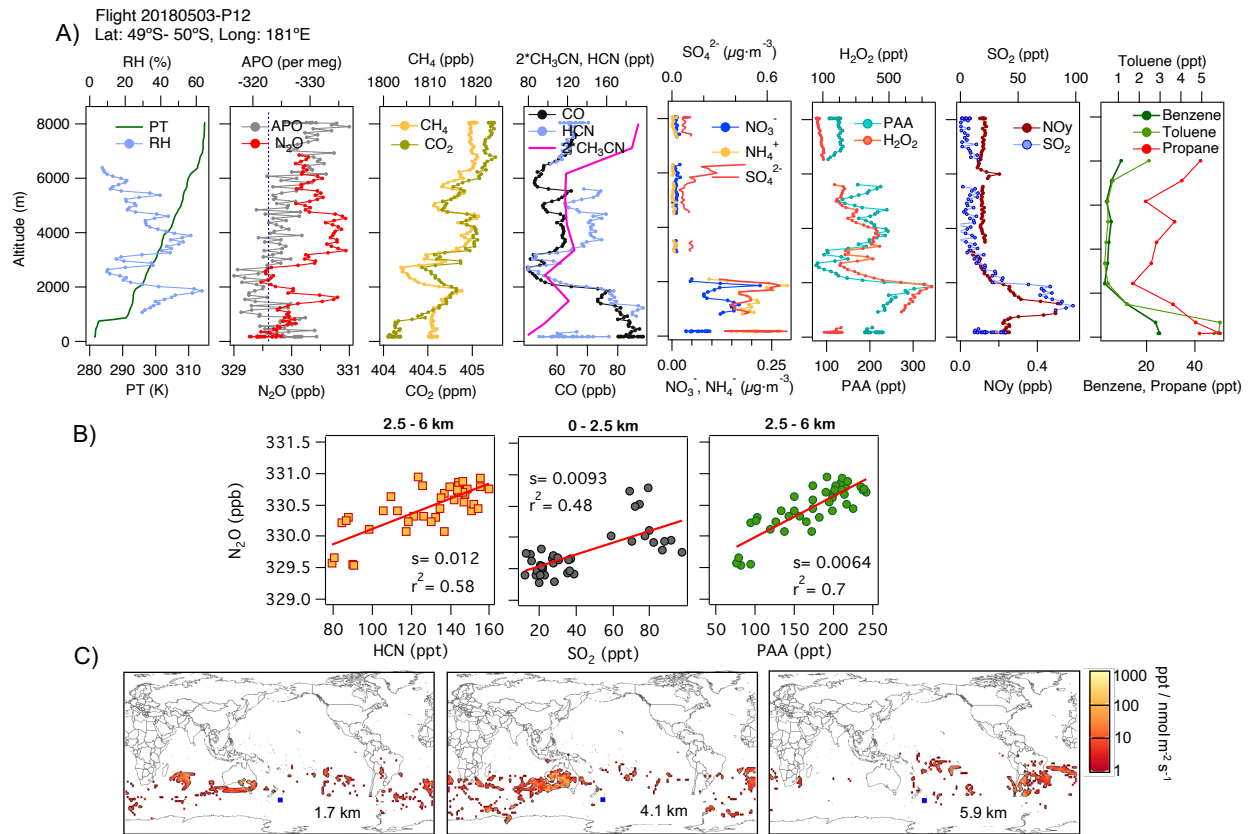 Flight 20180503-P12
Lat: 49ºS- 50ºS, Long: 181ºE
A)
RH (%)
0 20 40 60
APO (per meg)
-320 -330
CH4 (ppb)
1800 1810 1820
2*CH3CN, HCN (ppt)
40 120 200
SO4 2- (µg·m-3)
0.0 0.6
H2O2 (ppt)
100 500
SO2 (ppt)
0 50 100
Toluene (ppt)
1 2 3 4 5
Altitude (m)
8000
6000
4000
2000
0
PT
RH
APO
N2O
CH4
CO2
CO
HCN
2*CH3CN
NO3-
NH4+
SO4 2-
PAA
H2O2
NOy
SO2
Benzene
Toluene
Propane
280 290 300 310
PT (K)
329 330 331
N2O (ppb)
404 404.5 405
CO2 (ppm)
60 80
CO (ppb)
0.00 0.25
NO3-, NH4- (µg·m-3)
100 200 300
PAA (ppt)
0.0 0.4
NOy (ppb)
20 40
Benzene, Propane (ppt)
B)
2.5 - 6 km
0 - 2.5 km
2.5 - 6 km
N2O (ppb)
331.5
331.0
330.5
330.0
329.5
329.0
s= 0.012
r2= 0.58
s= 0.0093
r2= 0.48
s= 0.0064
r2= 0.7
80 100 120 140 160
HCN (ppt)
20 40 60 80
SO2 (ppt)
50 100 150 200 250
PAA (ppt)
C)
1.7 km
4.1 km
5.9 km
1000
100
10
1
ppt / nmol m-2 s-1